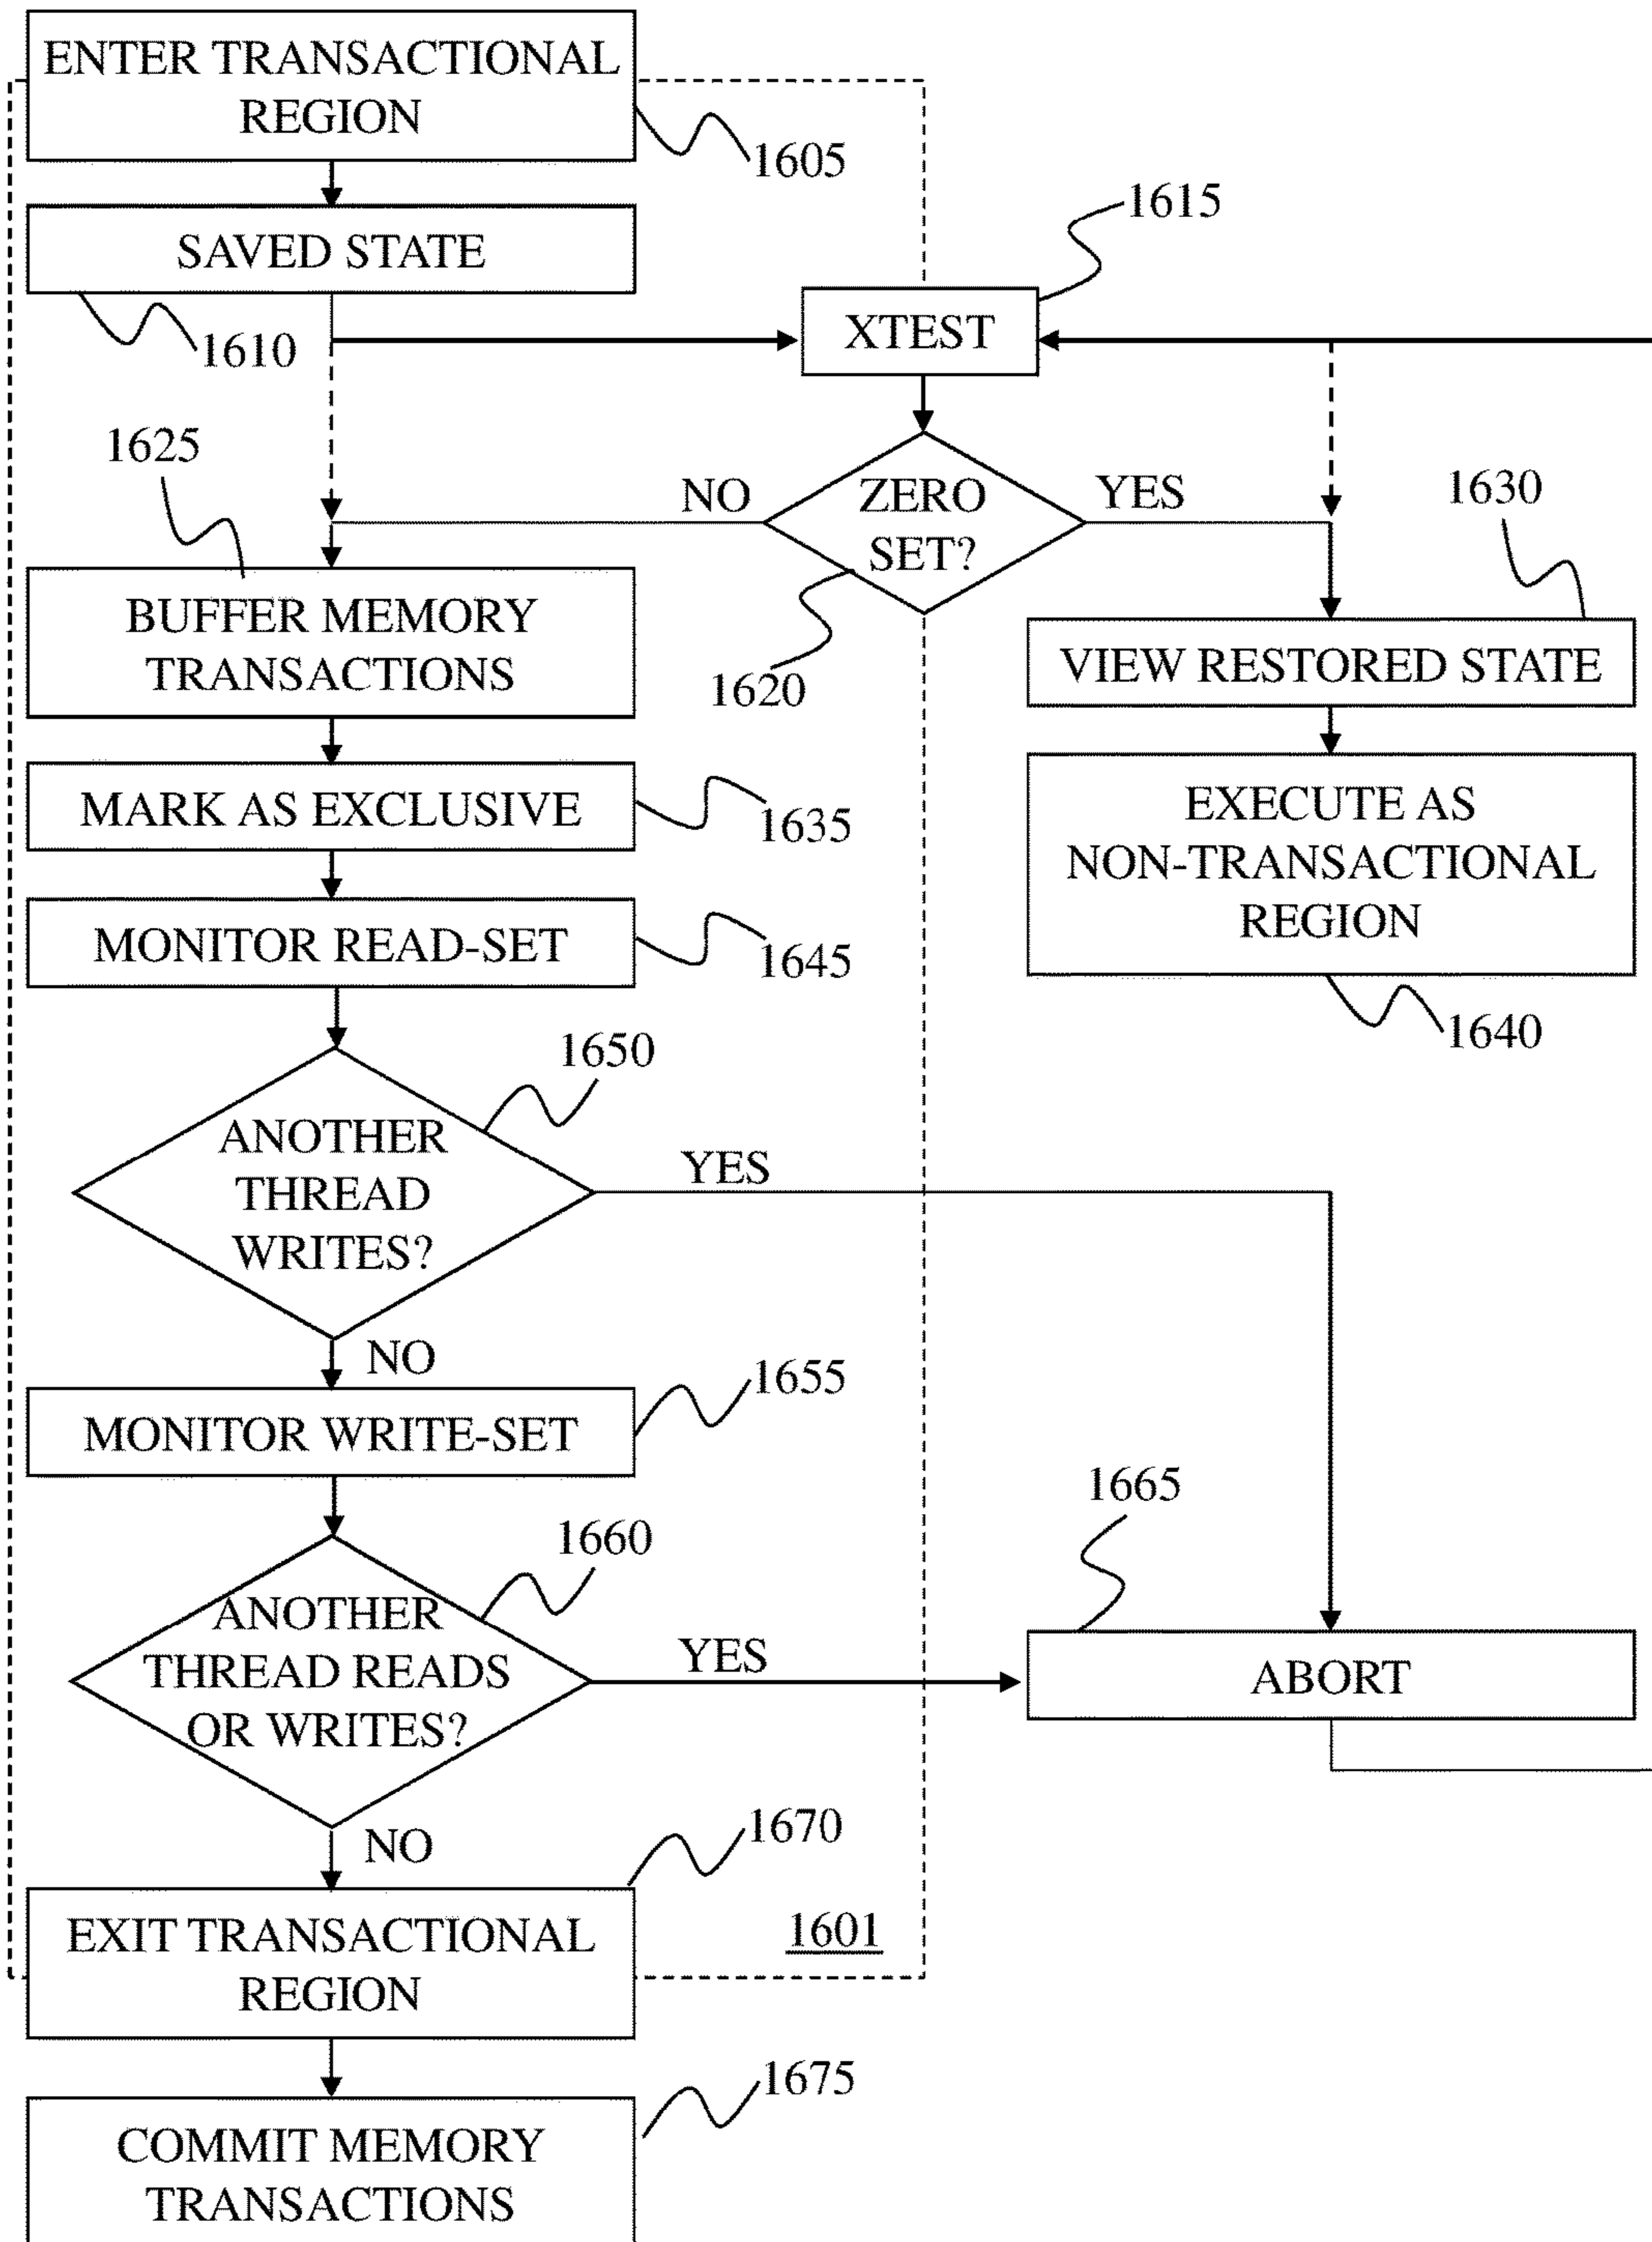 ENTER TRANSACTIONAL
REGION
1605
SAVED STATE
1610
1615
XTEST
1625
NO
ZERO
SET?
YES
1620
1630
BUFFER MEMORY
TRANSACTIONS
VIEW RESTORED STATE
MARK AS EXCLUSIVE
1635
EXECUTE AS
NON-TRANSACTIONAL
REGION
1640
MONITOR READ-SET
1645
1650
ANOTHER
THREAD
WRITES?
YES
NO
MONITOR WRITE-SET
1655
1660
ANOTHER
THREAD READS
OR WRITES?
YES
1665
ABORT
NO
1670
EXIT TRANSACTIONAL
REGION
1601
1675
COMMIT MEMORY
TRANSACTIONS